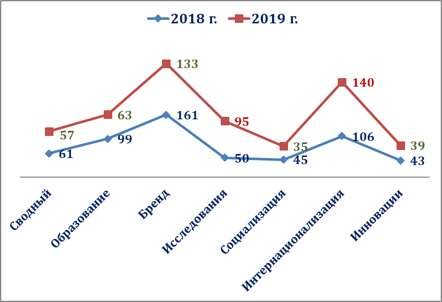 2018 г. 2019 г.
133
140
161
63
95
106
57
99
35
39
61
50
45
43
Сводный
Образование
Бренд
Исследования
Социализация
Интернационализация
Инновации